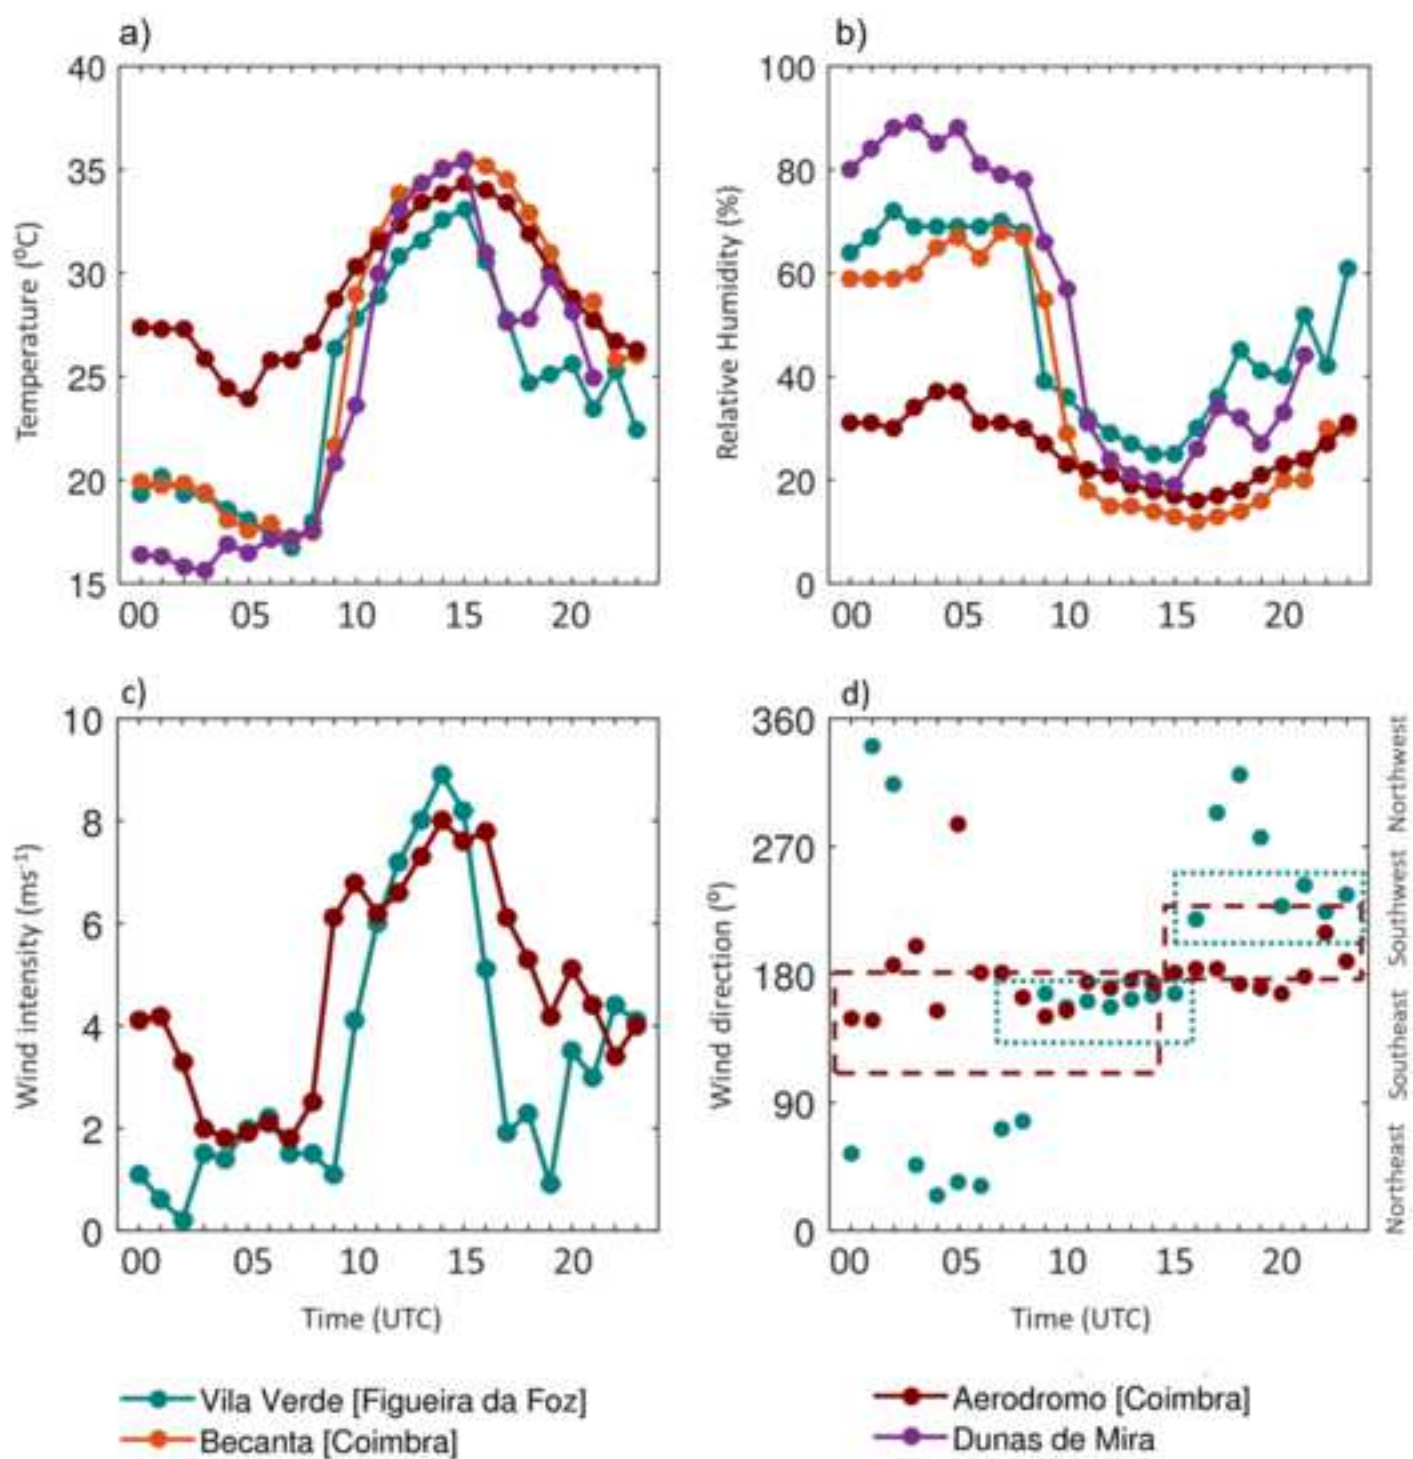 a)
40
35
30
25
20
15
Temperature (⁰C)
00 05 10 15 20
b)
100
80
60
40
20
0
Relative Humidity (%)
00 05 10 15 20
c)
10
8
6
4
2
0
Wind intensity (ms⁻¹)
00 05 10 15 20
Time (UTC)
d)
360
270
180
90
0
Wind direction (⁰)
00 05 10 15 20
Time (UTC)
Northwest
Southwest
Southeast
Northeast
Vila Verde [Figueira da Foz]
Becanta [Coimbra]
Aerodromo [Coimbra]
Dunas de Mira